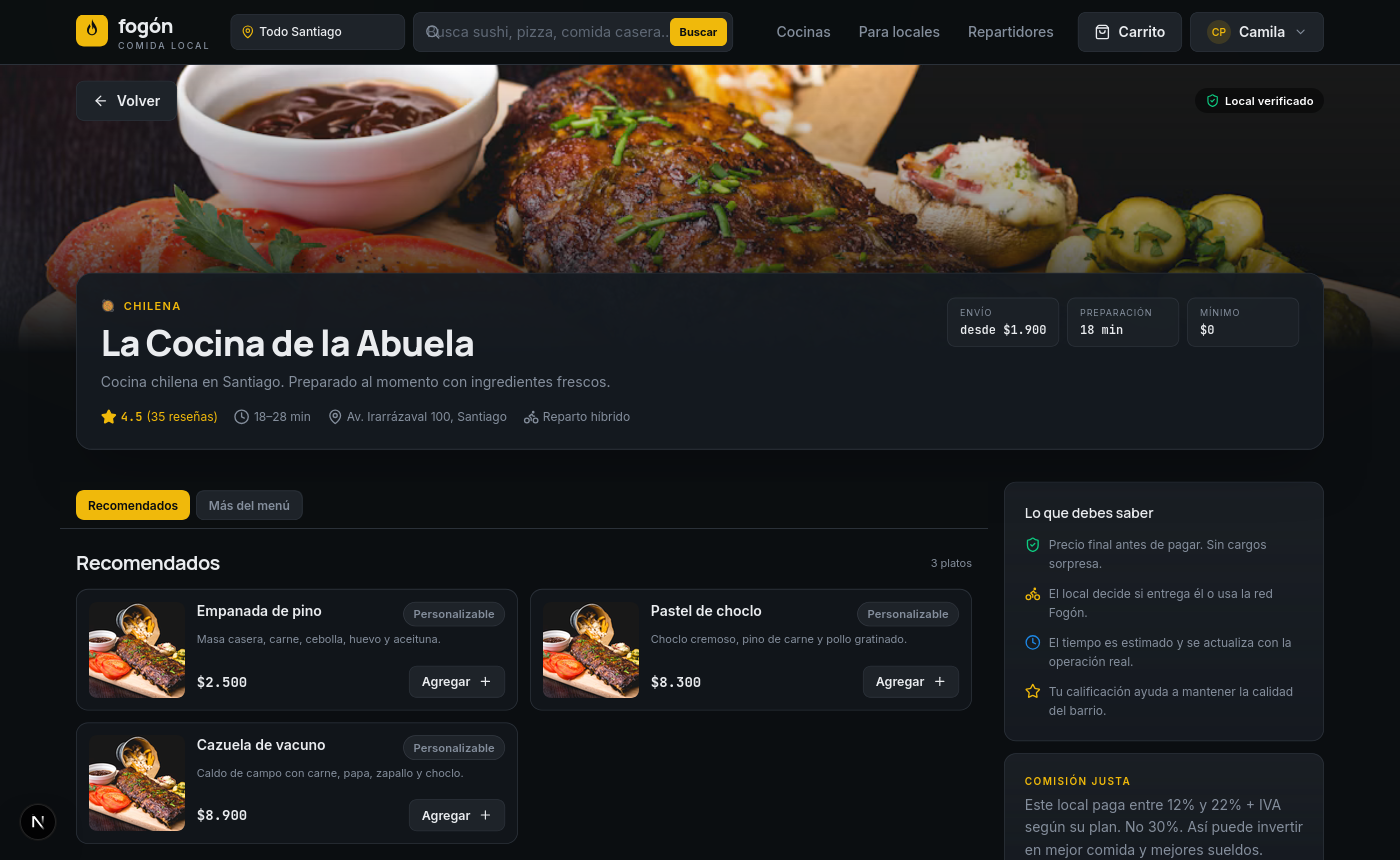 fogón
COMIDA LOCAL
Todo Santiago
Busca sushi, pizza, comida casera..
Buscar
Cocinas
Para locales
Repartidores
Carrito
CP
Camila
Volver
Local verificado
CHILENA
La Cocina de la Abuela
Cocina chilena en Santiago. Preparado al momento con ingredientes frescos.
4.5 (35 reseñas)
18–28 min
Av. Irarrázaval 100, Santiago
Reparto híbrido
ENVÍO
desde $1.900
PREPARACIÓN
18 min
MÍNIMO
$0
Recomendados
Más del menú
Recomendados
3 platos
Empanada de pino
Personalizable
Masa casera, carne, cebolla, huevo y aceituna.
$2.500
Agregar
Pastel de choclo
Personalizable
Choclo cremoso, pino de carne y pollo gratinado.
$8.300
Agregar
Cazuela de vacuno
Personalizable
Caldo de campo con carne, papa, zapallo y choclo.
$8.900
Agregar
Lo que debes saber
Precio final antes de pagar. Sin cargos
sorpresa.
El local decide si entrega él o usa la red
Fogón.
El tiempo es estimado y se actualiza con la
operación real.
Tu calificación ayuda a mantener la calidad
del barrio.
COMISIÓN JUSTA
Este local paga entre 12% y 22% + IVA
según su plan. No 30%. Así puede invertir
en mejor comida y mejores sueldos.
N